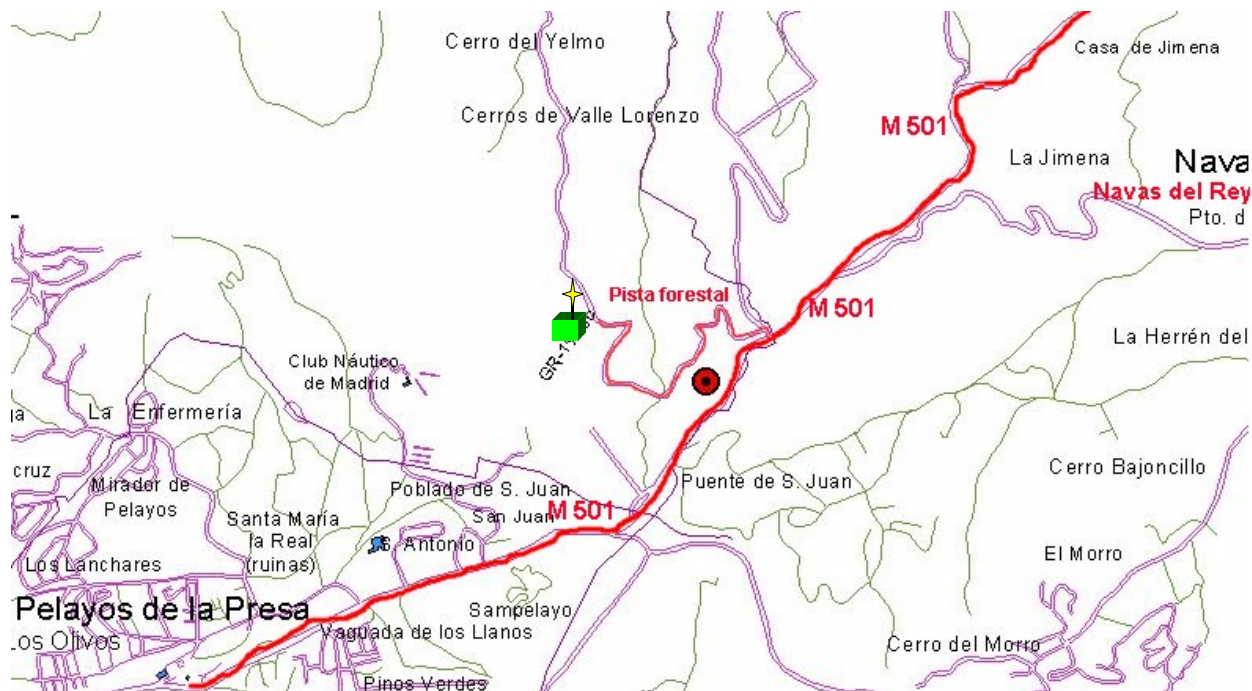 Cerro del Yelmo
Casa de Jimena
Cerros de Valle Lorenzo
M 501
La Jimena
Nava
Navas del Rey
Pto. d
Pista forestal
M 501
La Herrén del
Club Náutico
de Madrid
La Enfermería
ga
cruz
Mirador de
Pelayos
Poblado de S. Juan
Puente de S. Juan
Cerro Bajoncillo
M 501
San Juan
Santa María
la Real
(ruinas)
S. Antonio
El Morro
Los Lanchares
Pelayos de la Presa
Sampelayo
Los Olivos
Vaguada de los Llanos
Cerro del Morro
Pinos Verdes